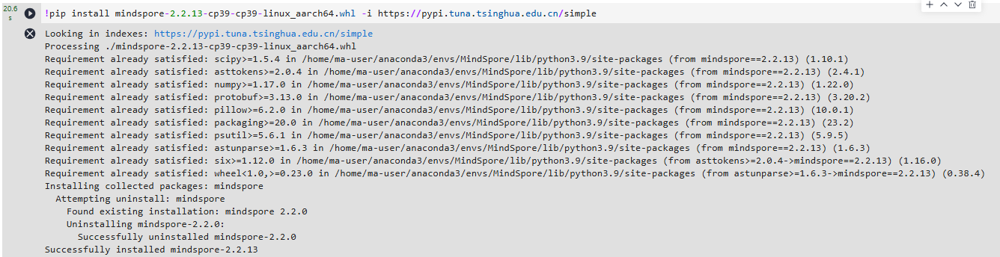 20.6
s
!pip install mindspore-2.2.13-cp39-cp39-linux_aarch64.whl -i https://pypi.tuna.tsinghua.edu.cn/simple
Looking in indexes: https://pypi.tuna.tsinghua.edu.cn/simple
Processing ./mindspore-2.2.13-cp39-cp39-linux_aarch64.whl
Requirement already satisfied: scipy>=1.5.4 in /home/ma-user/anaconda3/envs/MindSpore/lib/python3.9/site-packages (from mindspore==2.2.13) (1.10.1)
Requirement already satisfied: asttokens>=2.0.4 in /home/ma-user/anaconda3/envs/MindSpore/lib/python3.9/site-packages (from mindspore==2.2.13) (2.4.1)
Requirement already satisfied: numpy>=1.17.0 in /home/ma-user/anaconda3/envs/MindSpore/lib/python3.9/site-packages (from mindspore==2.2.13) (1.22.0)
Requirement already satisfied: protobuf>=3.13.0 in /home/ma-user/anaconda3/envs/MindSpore/lib/python3.9/site-packages (from mindspore==2.2.13) (3.20.2)
Requirement already satisfied: pillow>=6.2.0 in /home/ma-user/anaconda3/envs/MindSpore/lib/python3.9/site-packages (from mindspore==2.2.13) (10.0.1)
Requirement already satisfied: packaging>=20.0 in /home/ma-user/anaconda3/envs/MindSpore/lib/python3.9/site-packages (from mindspore==2.2.13) (23.2)
Requirement already satisfied: psutil>=5.6.1 in /home/ma-user/anaconda3/envs/MindSpore/lib/python3.9/site-packages (from mindspore==2.2.13) (5.9.5)
Requirement already satisfied: astunparse>=1.6.3 in /home/ma-user/anaconda3/envs/MindSpore/lib/python3.9/site-packages (from mindspore==2.2.13) (1.6.3)
Requirement already satisfied: six>=1.12.0 in /home/ma-user/anaconda3/envs/MindSpore/lib/python3.9/site-packages (from asttokens>=2.0.4->mindspore==2.2.13) (1.16.0)
Requirement already satisfied: wheel<1.0,>=0.23.0 in /home/ma-user/anaconda3/envs/MindSpore/lib/python3.9/site-packages (from astunparse>=1.6.3->mindspore==2.2.13) (0.38.4)
Installing collected packages: mindspore
Attempting uninstall: mindspore
Found existing installation: mindspore 2.2.0
Uninstalling mindspore-2.2.0:
Successfully uninstalled mindspore-2.2.0
Successfully installed mindspore-2.2.13